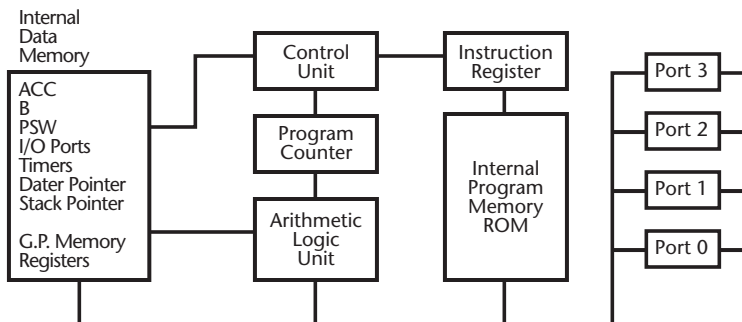 Internal
Data
Memory
ACC
B
PSW
I/O Ports
Timers
Dater Pointer
Stack Pointer
G.P. Memory
Registers
Control
Unit
Program
Counter
Arithmetic
Logic
Unit
Instruction
Register
Internal
Program
Memory
ROM
Port 3
Port 2
Port 1
Port 0